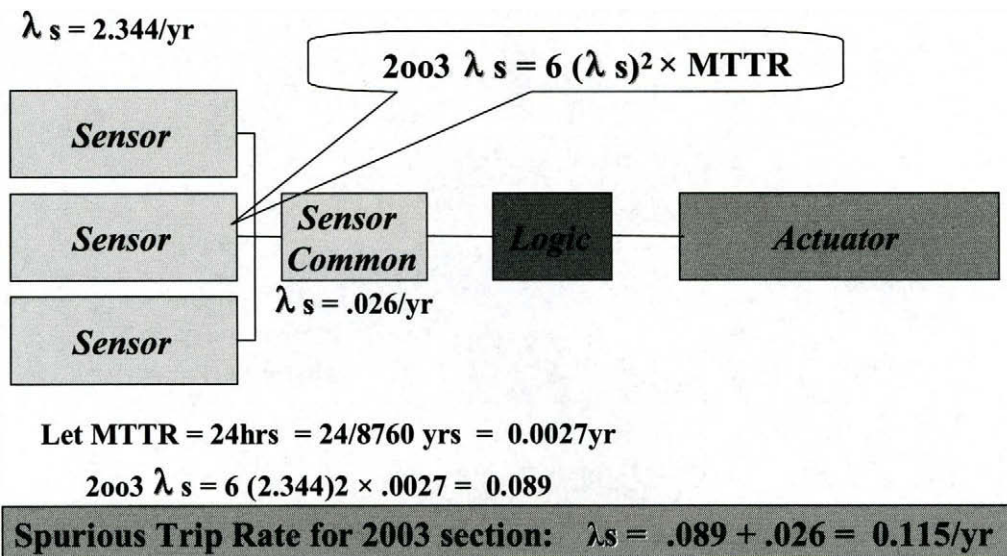 λ s = 2.344/yr
2oo3 λ s = 6 (λ s)² × MTTR
Sensor
Sensor
Sensor
Sensor
Common
λ s = .026/yr
Logic
Actuator
Let MTTR = 24hrs = 24/8760 yrs = 0.0027yr
2oo3 λ s = 6 (2.344)2 × .0027 = 0.089
Spurious Trip Rate for 2003 section: λs = .089 + .026 = 0.115/yr